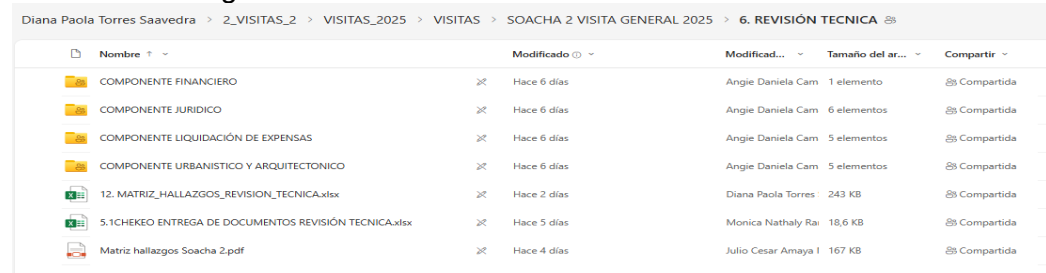 Diana Paola Torres Saavedra > 2_VISITAS_2 > VISITAS_2025 > VISITAS > SOACHA 2 VISITA GENERAL 2025 > 6. REVISIÓN TECNICA
Nombre Modificado Modificad... Tamaño del ar... Compartir
COMPONENTE FINANCIERO Hace 6 días Angie Daniela Cam 1 elemento Compartida
COMPONENTE JURIDICO Hace 6 días Angie Daniela Cam 6 elementos Compartida
COMPONENTE LIQUIDACIÓN DE EXPENSAS Hace 6 días Angie Daniela Cam 5 elementos Compartida
COMPONENTE URBANISTICO Y ARQUITECTONICO Hace 6 días Angie Daniela Cam 5 elementos Compartida
12. MATRIZ_HALLAZGOS_REVISION_TECNICA.xlsx Hace 2 días Diana Paola Torres 243 KB Compartida
5.1CHEKEO ENTREGA DE DOCUMENTOS REVISIÓN TECNICA.xlsx Hace 5 días Monica Nathaly Ra 18,6 KB Compartida
Matriz hallazgos Soacha 2.pdf Hace 4 días Julio Cesar Amaya 167 KB Compartida